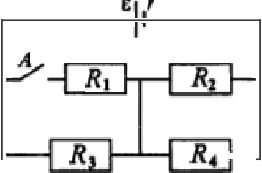 ε r
A
R₁ R₂
R₃ R₄